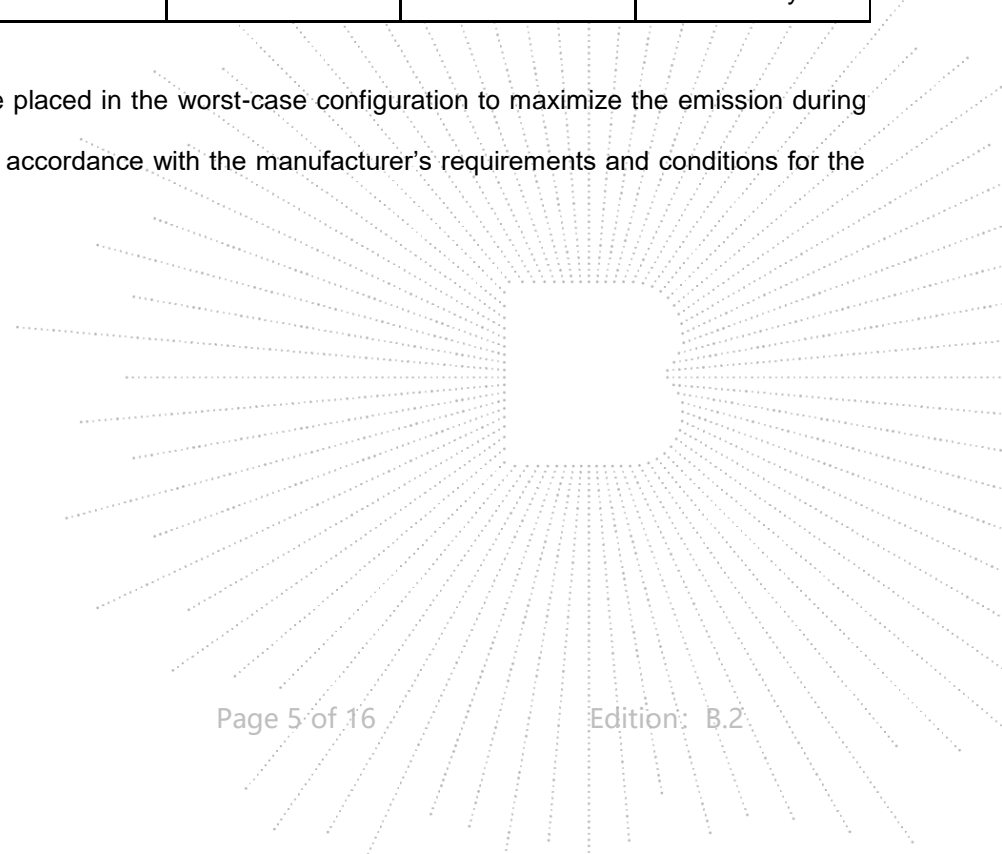 placed in the worst-case configuration to maximize the emission during
accordance with the manufacturer's requirements and conditions for the
Page 5 of 16 Edition: B.2